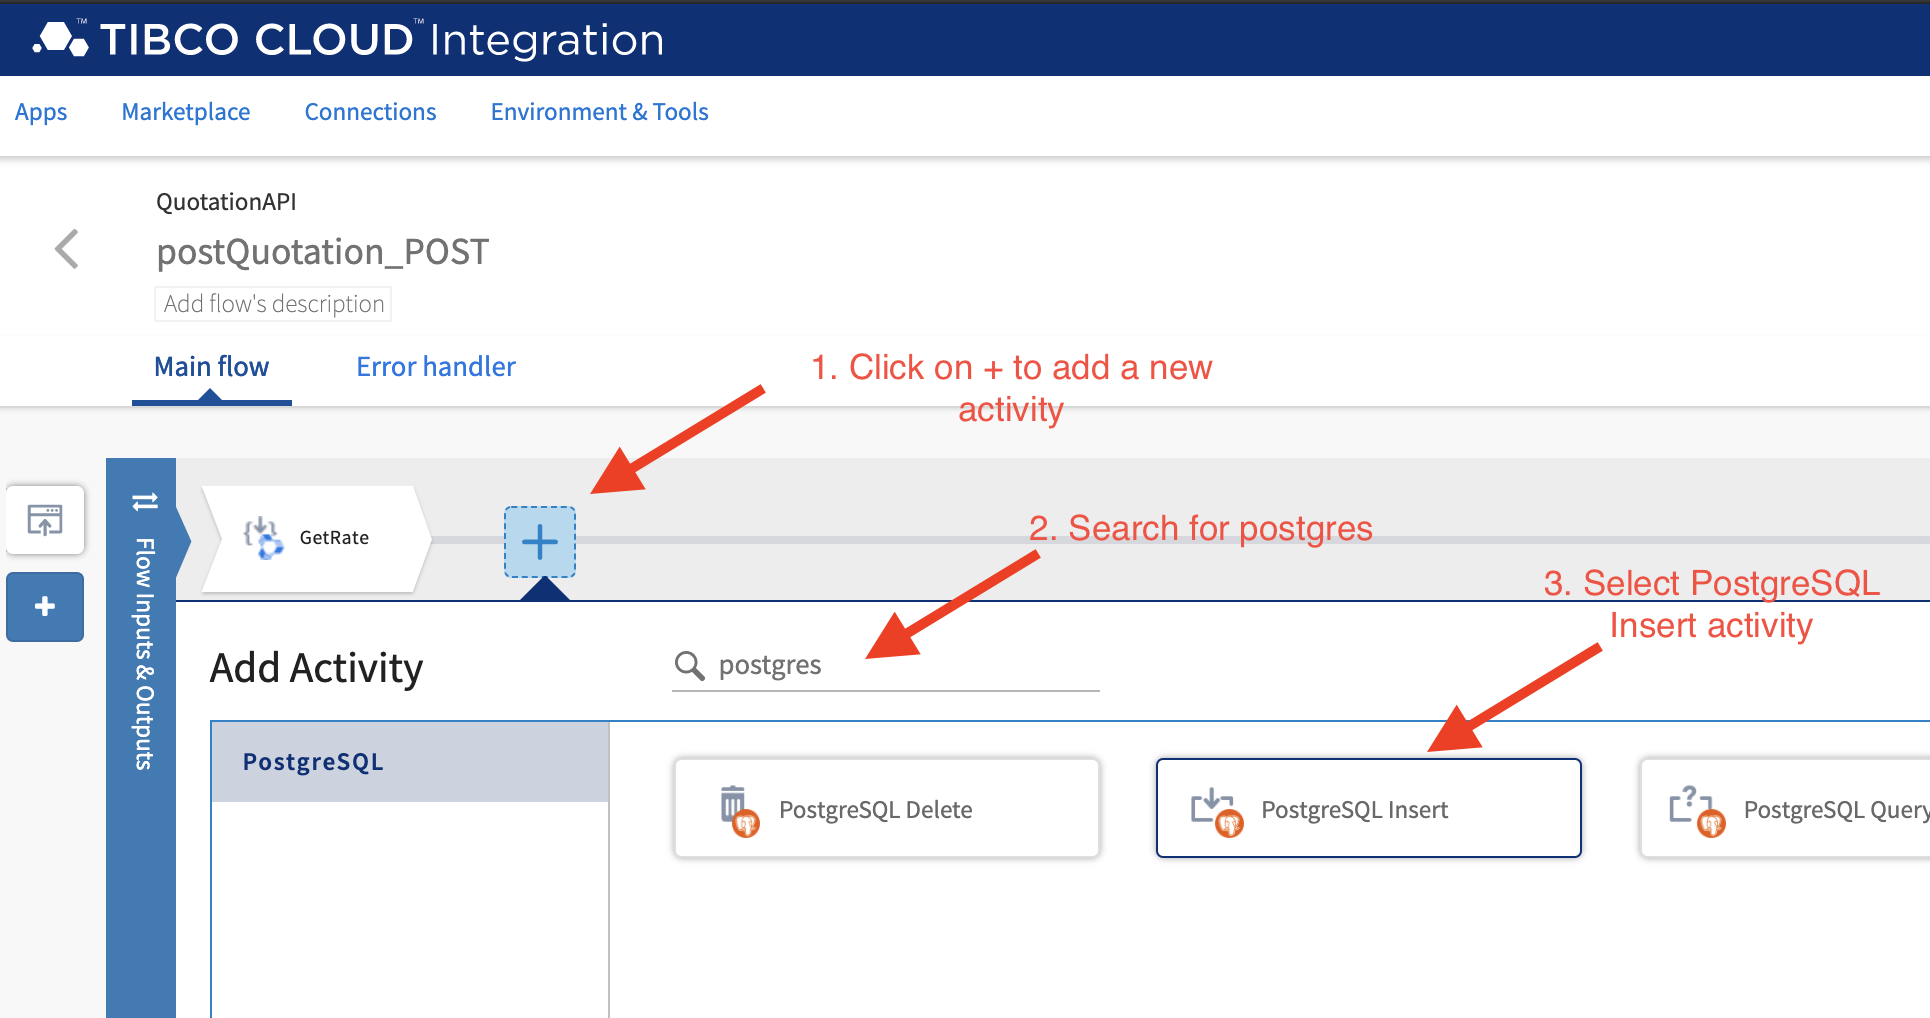 TIBCO CLOUD™ Integration
Apps Marketplace Connections Environment & Tools
QuotationAPI
postQuotation_POST
Add flow's description
Main flow Error handler
1. Click on + to add a new
activity
Flow Inputs & Outputs
GetRate
2. Search for postgres
3. Select PostgreSQL
Insert activity
Add Activity
postgres
PostgreSQL
PostgreSQL Delete
PostgreSQL Insert
PostgreSQL Query